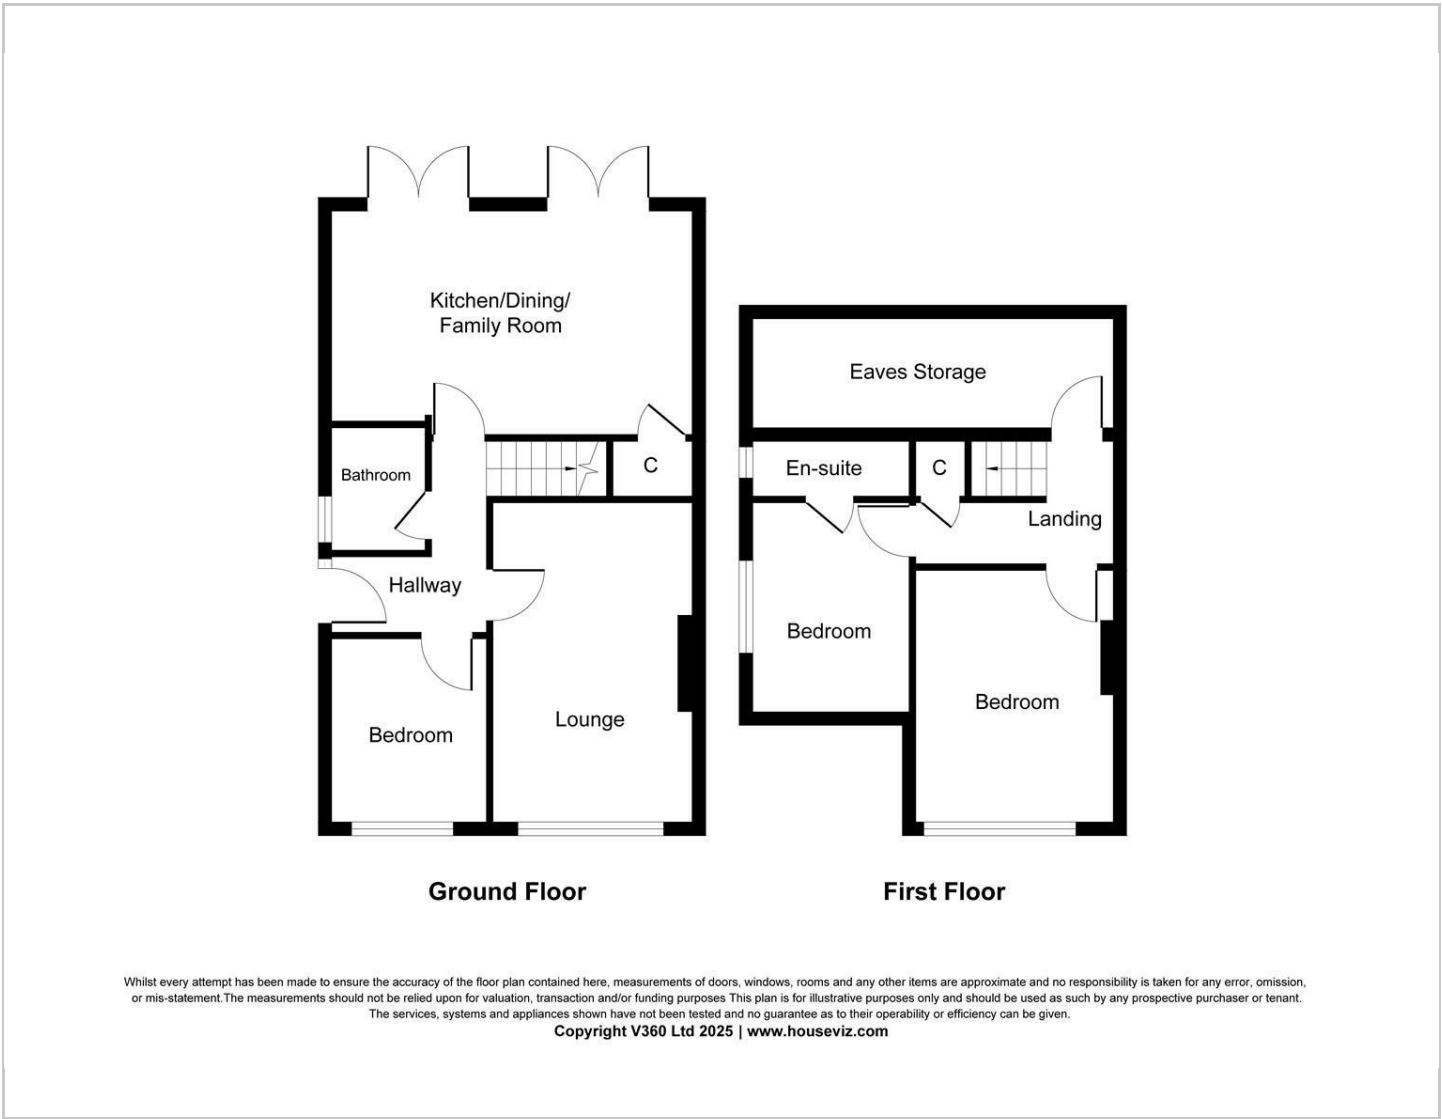 Kitchen/Dining/
Family Room
Bathroom
C
Hallway
Bedroom
Lounge
Ground Floor
Eaves Storage
En-suite
C
Landing
Bedroom
Bedroom
First Floor
Whilst every attempt has been made to ensure the accuracy of the floor plan contained here, measurements of doors, windows, rooms and any other items are approximate and no responsibility is taken for any error, omission,
or mis-statement.The measurements should not be relied upon for valuation, transaction and/or funding purposes This plan is for illustrative purposes only and should be used as such by any prospective purchaser or tenant.
The services, systems and appliances shown have not been tested and no guarantee as to their operability or efficiency can be given.
Copyright V360 Ltd 2025 | www.houseviz.com